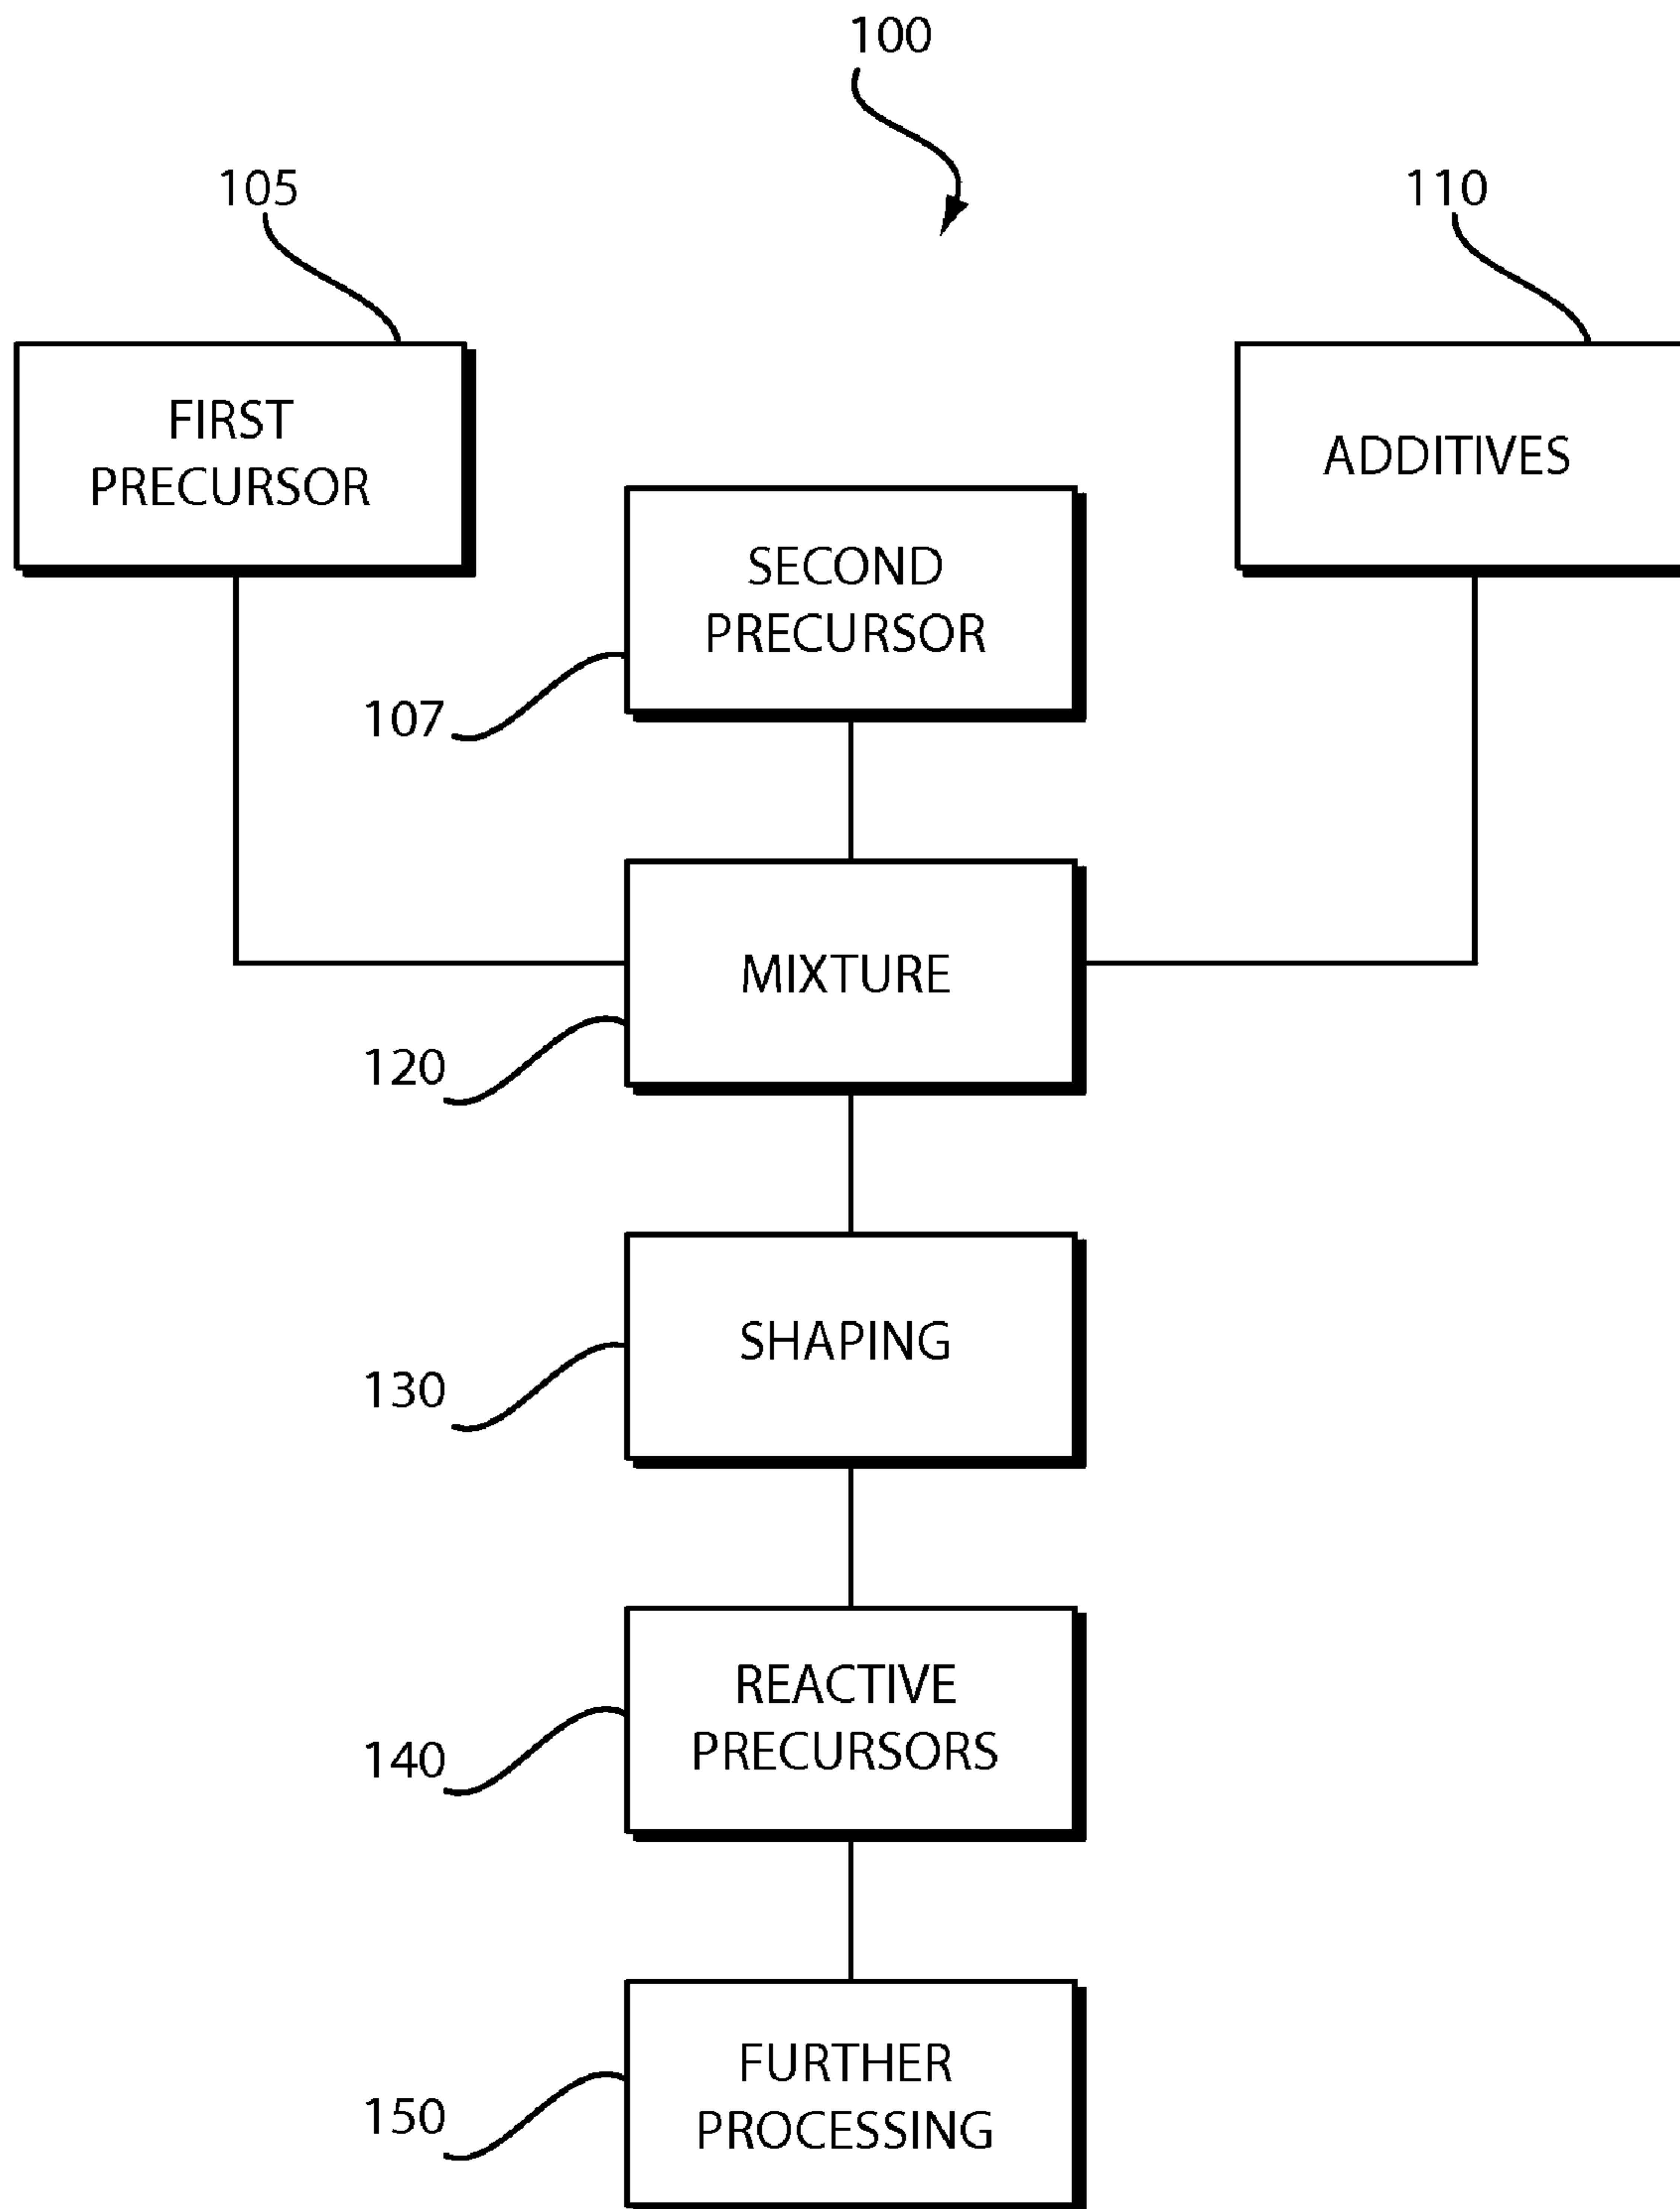 100
105
110
FIRST
PRECURSOR
ADDITIVES
SECOND
PRECURSOR
107
MIXTURE
120
SHAPING
130
REACTIVE
PRECURSORS
140
FURTHER
PROCESSING
150